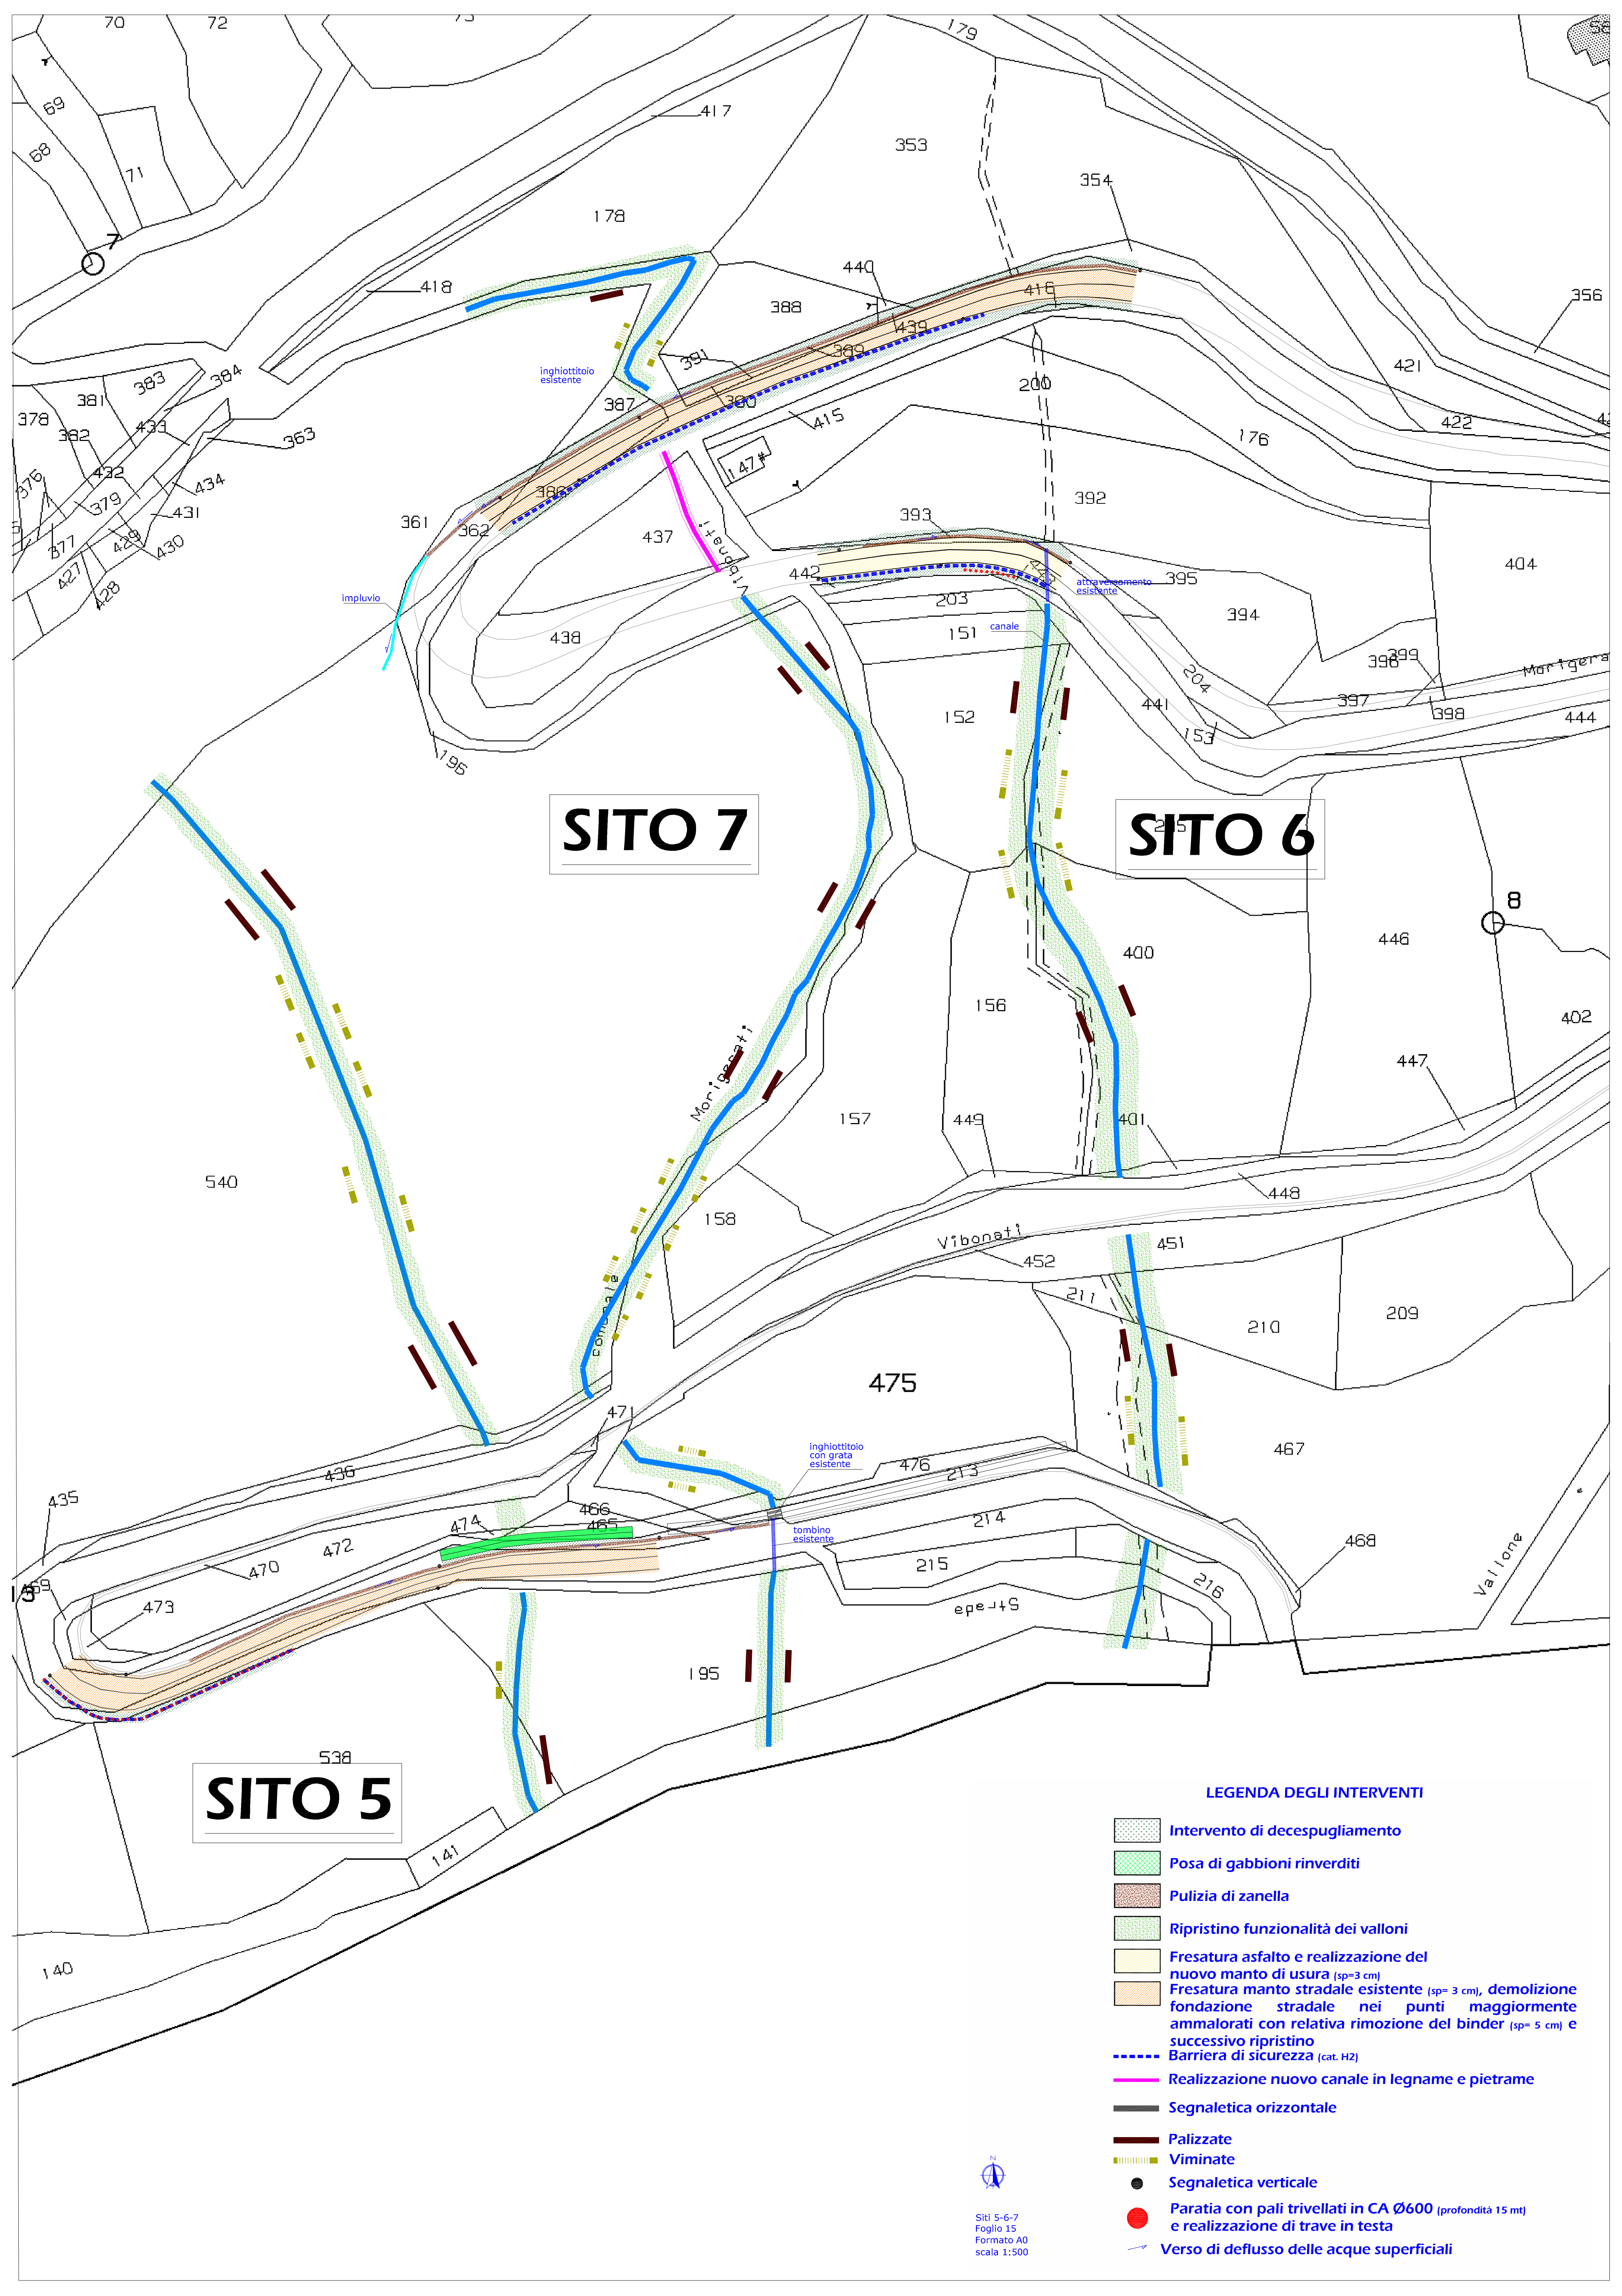 70
72
179
69
417
68
71
353
354
178
7
440
418
416
356
388
439
389
391
383
384
421
inghiottitoio
esistente
381
387
390
200
378
433
415
422
382
363
176
432
147
376
434
386
392
379
431
361
362
393
437
Vibonati
404
377
429
430
442
427
395
attraversamento
esistente
428
impluvio
203
394
canale
438
151
399
396
Morigera
204
397
441
152
398
444
153
196
SITO 7
SITO 6
8
446
400
156
402
Morigerati
447
157
449
401
540
448
158
Vibonati
451
452
211
comunale
210
209
475
471
inghiottitoio
con grata
esistente
467
436
476
213
435
466
474
465
214
tombino
esistente
468
472
470
215
469
13
216
Vallone
473
Strada
195
538
SITO 5
141
140
LEGENDA DEGLI INTERVENTI
Intervento di decespugliamento
Posa di gabbioni rinverditi
Pulizia di zanella
Ripristino funzionalità dei valloni
Fresatura asfalto e realizzazione del
nuovo manto di usura (sp=3 cm)
Fresatura manto stradale esistente (sp= 3 cm), demolizione
fondazione stradale nei punti maggiormente
ammalorati con relativa rimozione del binder (sp= 5 cm) e
successivo ripristino
Barriera di sicurezza (cat. H2)
Realizzazione nuovo canale in legname e pietrame
Segnaletica orizzontale
Palizzate
Viminate
Segnaletica verticale
Paratia con pali trivellati in CA Ø600 (profondità 15 mt)
e realizzazione di trave in testa
Verso di deflusso delle acque superficiali
N
Siti 5-6-7
Foglio 15
Formato A0
scala 1:500